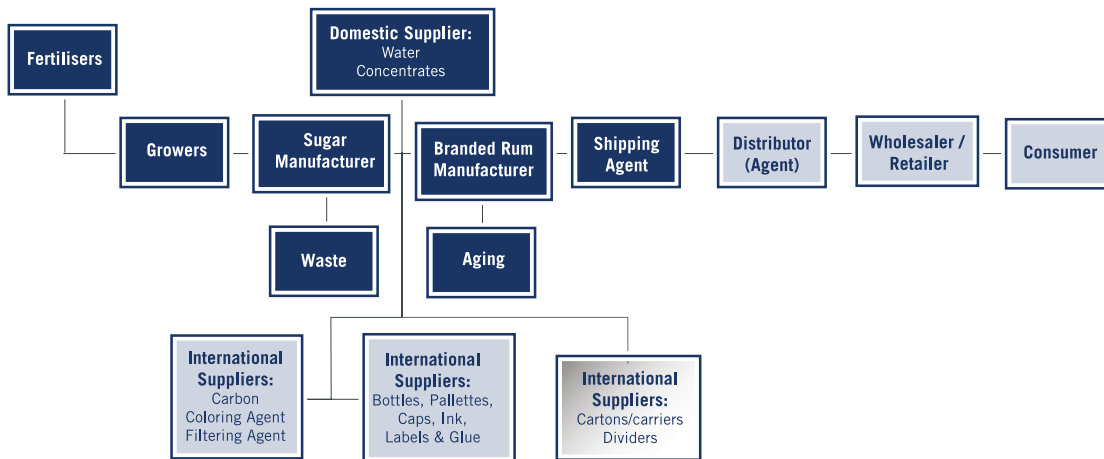 Domestic Supplier:
Water
Concentrates
Fertilisers
Growers
Sugar
Manufacturer
Branded Rum
Manufacturer
Shipping
Agent
Distributor
(Agent)
Wholesaler /
Retailer
Consumer
Waste
Aging
International
Suppliers:
Carbon
Coloring Agent
Filtering Agent
International
Suppliers:
Bottles, Pallettes,
Caps, Ink,
Labels & Glue
International
Suppliers:
Cartons/carriers
Dividers